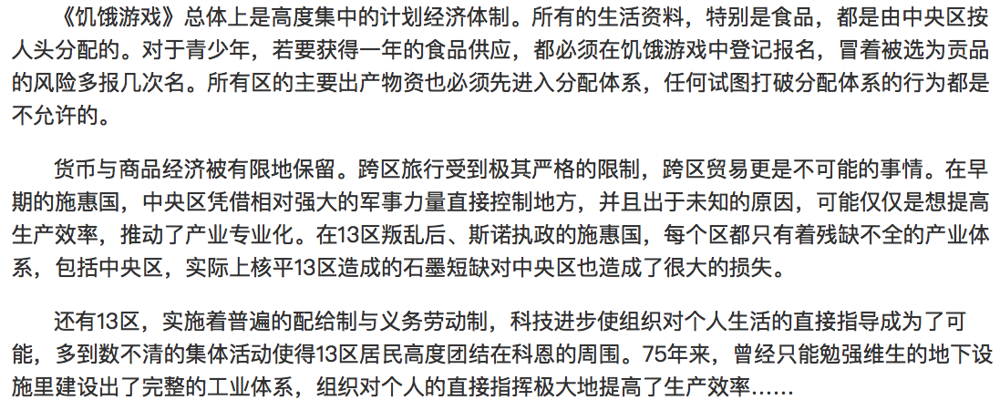 《饥饿游戏》总体上是高度集中的计划经济体制。所有的生活资料，特别是食品，都是由中央区按
人头分配的。对于青少年，若要获得一年的食品供应，都必须在饥饿游戏中登记报名，冒着被选为贡品
的风险多报几次名。所有区的主要出产物资也必须先进入分配体系，任何试图打破分配体系的行为都是
不允许的。
货币与商品经济被有限地保留。跨区旅行受到极其严格的限制，跨区贸易更是不可能的事情。在早
期的施惠国，中央区凭借相对强大的军事力量直接控制地方，并且出于未知的原因，可能仅仅是想提高
生产效率，推动了产业专业化。在13区叛乱后、斯诺执政的施惠国，每个区都只有着残缺不全的产业体
系，包括中央区，实际上核平13区造成的石墨短缺对中央区也造成了很大的损失。
还有13区，实施着普遍的配给制与义务劳动制，科技进步使组织对个人生活的直接指导成为了可
能，多到数不清的集体活动使得13区居民高度团结在科恩的周围。75年来，曾经只能勉强维生的地下设
施里建设出了完整的工业体系，组织对个人的直接指挥极大地提高了生产效率……